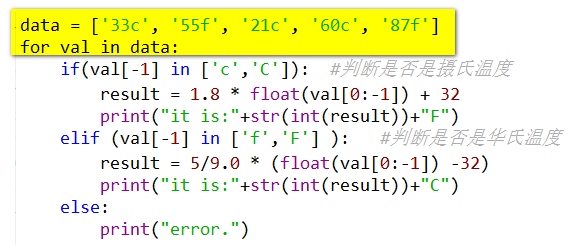 data = ['33c', '55f', '21c', '60c', '87f']
for val in data:
    if(val[-1] in ['c','C']):  #判断是否是摄氏温度
        result = 1.8 * float(val[0:-1]) + 32
        print("it is:"+str(int(result))+"F")
    elif (val[-1] in ['f','F'] ):   #判断是否是华氏温度
        result = 5/9.0 * (float(val[0:-1]) -32)
        print("it is:"+str(int(result))+"C")
    else:
        print("error.")